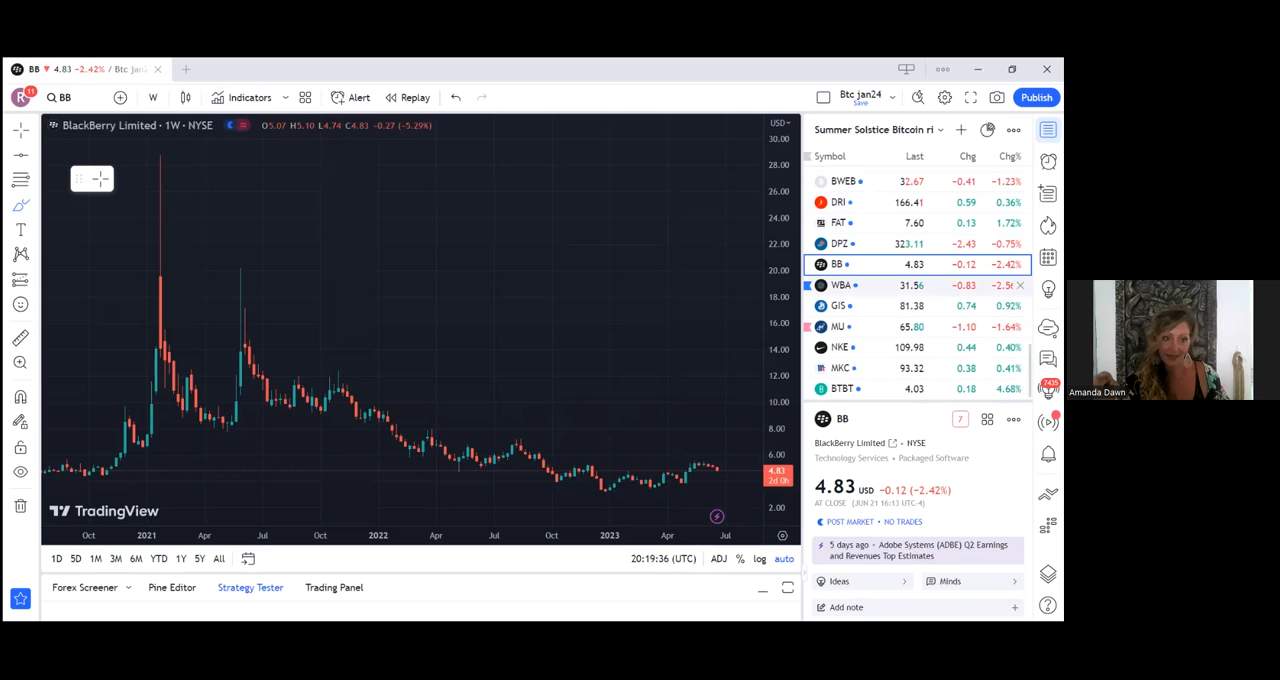 BB ▼ 4.83 −2.42% / Btc jan
R 11 BB W Indicators Alert Replay Btc jan24 Save Publish
BlackBerry Limited · 1W · NYSE O5.07 H5.10 L4.74 C4.83 −0.27 (−5.29%) USD
Summer Solstice Bitcoin ri
Symbol Last Chg Chg%
BWEB 32.67 −0.41 −1.23%
DRI 166.41 0.59 0.36%
FAT 7.60 0.13 1.72%
DPZ 323.11 −2.43 −0.75%
BB 4.83 −0.12 −2.42%
WBA 31.56 −0.83 −2.5
GIS 81.38 0.74 0.92%
MU 65.80 −1.10 −1.64%
NKE 109.98 0.44 0.40%
MKC 93.32 0.38 0.41%
BTBT 4.03 0.18 4.68%
30.00
28.00
26.00
24.00
22.00
20.00
18.00
16.00
14.00
12.00
10.00
8.00
6.00
4.83
2d 0h
2.00
TradingView
Oct 2021 Apr Jul Oct 2022 Apr Jul Oct 2023 Apr Jul
1D 5D 1M 3M 6M YTD 1Y 5Y All 20:19:36 (UTC) ADJ % log auto
Forex Screener Pine Editor Strategy Tester Trading Panel
BB 7
BlackBerry Limited · NYSE
Technology Services · Packaged Software
4.83 USD −0.12 (−2.42%)
AT CLOSE (JUN 21 16:13 UTC-4)
POST MARKET · NO TRADES
5 days ago · Adobe Systems (ADBE) Q2 Earnings
and Revenues Top Estimates
Ideas Minds
Add note
7435
Amanda Dawn